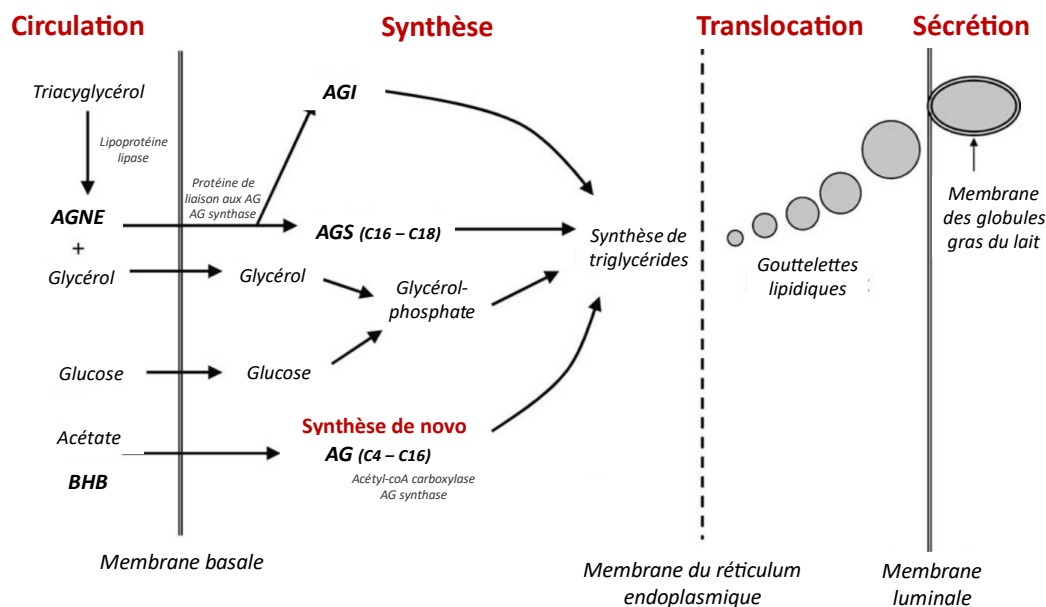 Circulation
Synthèse
Translocation
Sécrétion
Triacyglycérol
Lipoprotéine
lipase
AGNE
+
Glycérol
Glucose
Acétate
BHB
Membrane basale
Protéine de
liaison aux AG
AG synthase
AGI
AGS (C16 – C18)
Glycérol
Glycérol-
phosphate
Glucose
Synthèse de novo
AG (C4 – C16)
Acétyl-coA carboxylase
AG synthase
Synthèse de
triglycérides
Membrane du réticulum
endoplasmique
Gouttelettes
lipidiques
Membrane
des globules
gras du lait
Membrane
luminale